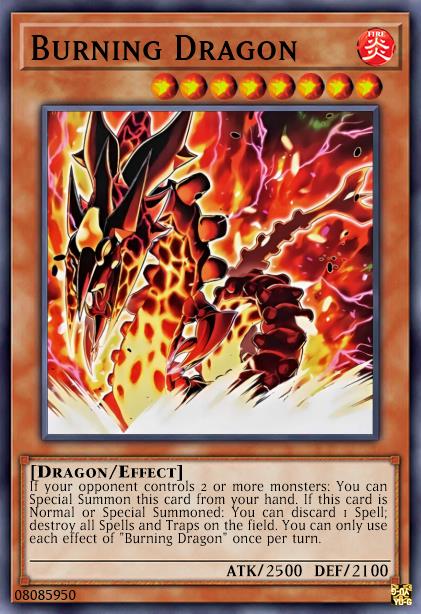 BURNING DRAGON
FIRE
炎
[DRAGON/EFFECT]
If your opponent controls 2 or more monsters: You can
Special Summon this card from your hand. If this card is
Normal or Special Summoned: You can discard 1 Spell;
destroy all Spells and Traps on the field. You can only use
each effect of "Burning Dragon" once per turn.
ATK/2500 DEF/2100
08085950